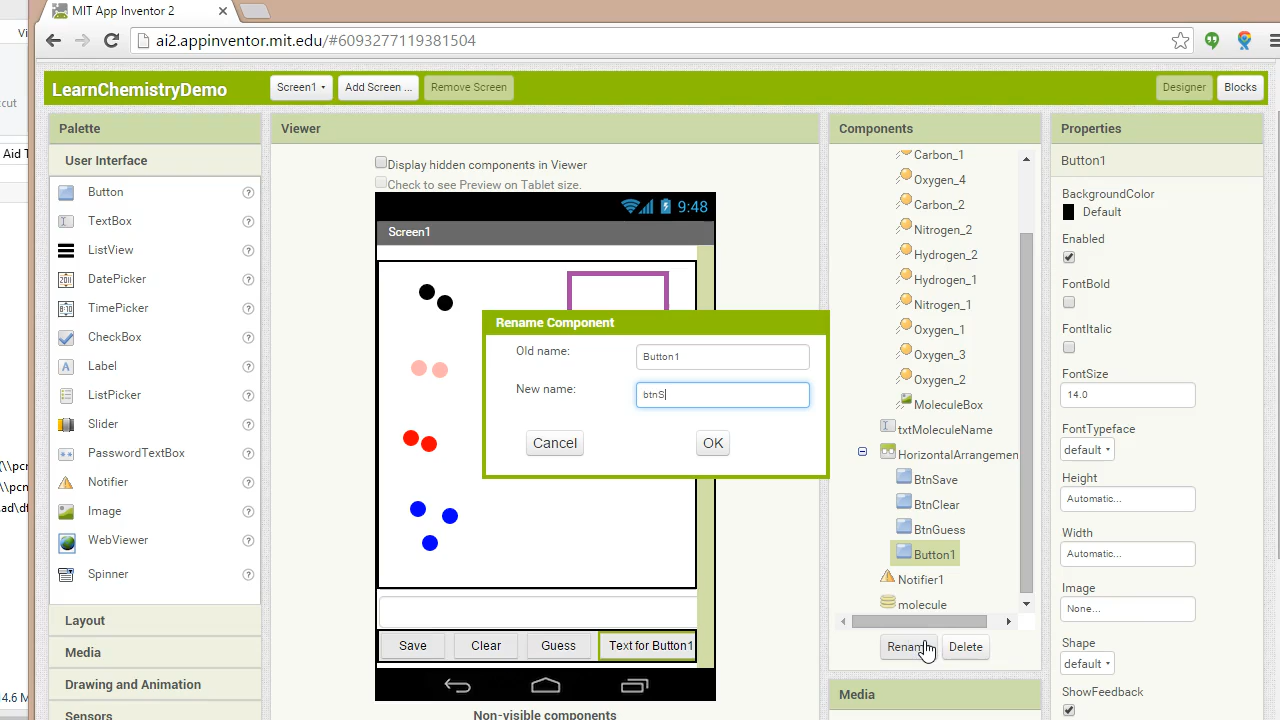 MIT App Inventor 2
ai2.appinventor.mit.edu/#6093277119381504
LearnChemistryDemo
Screen1
Add Screen ...
Remove Screen
Designer
Blocks
Palette
User Interface
Button
TextBox
ListView
DatePicker
TimePicker
CheckBox
Label
ListPicker
Slider
PasswordTextBox
Notifier
Image
WebViewer
Spinner
Layout
Media
Drawing and Animation
Sensors
Viewer
Display hidden components in Viewer
Check to see Preview on Tablet size.
9:48
Screen1
Rename Component
Old name:
Button1
New name:
btnS
Cancel
OK
Save
Clear
Guess
Text for Button1
Non-visible components
Components
Carbon_1
Oxygen_4
Carbon_2
Nitrogen_2
Hydrogen_2
Hydrogen_1
Nitrogen_1
Oxygen_1
Oxygen_3
Oxygen_2
MoleculeBox
txtMoleculeName
HorizontalArrangemen
BtnSave
BtnClear
BtnGuess
Button1
Notifier1
molecule
Delete
Media
Properties
Button1
BackgroundColor
Default
Enabled
FontBold
FontItalic
FontSize
14.0
FontTypeface
default
Height
Automatic...
Width
Automatic...
Image
None...
Shape
default
ShowFeedback